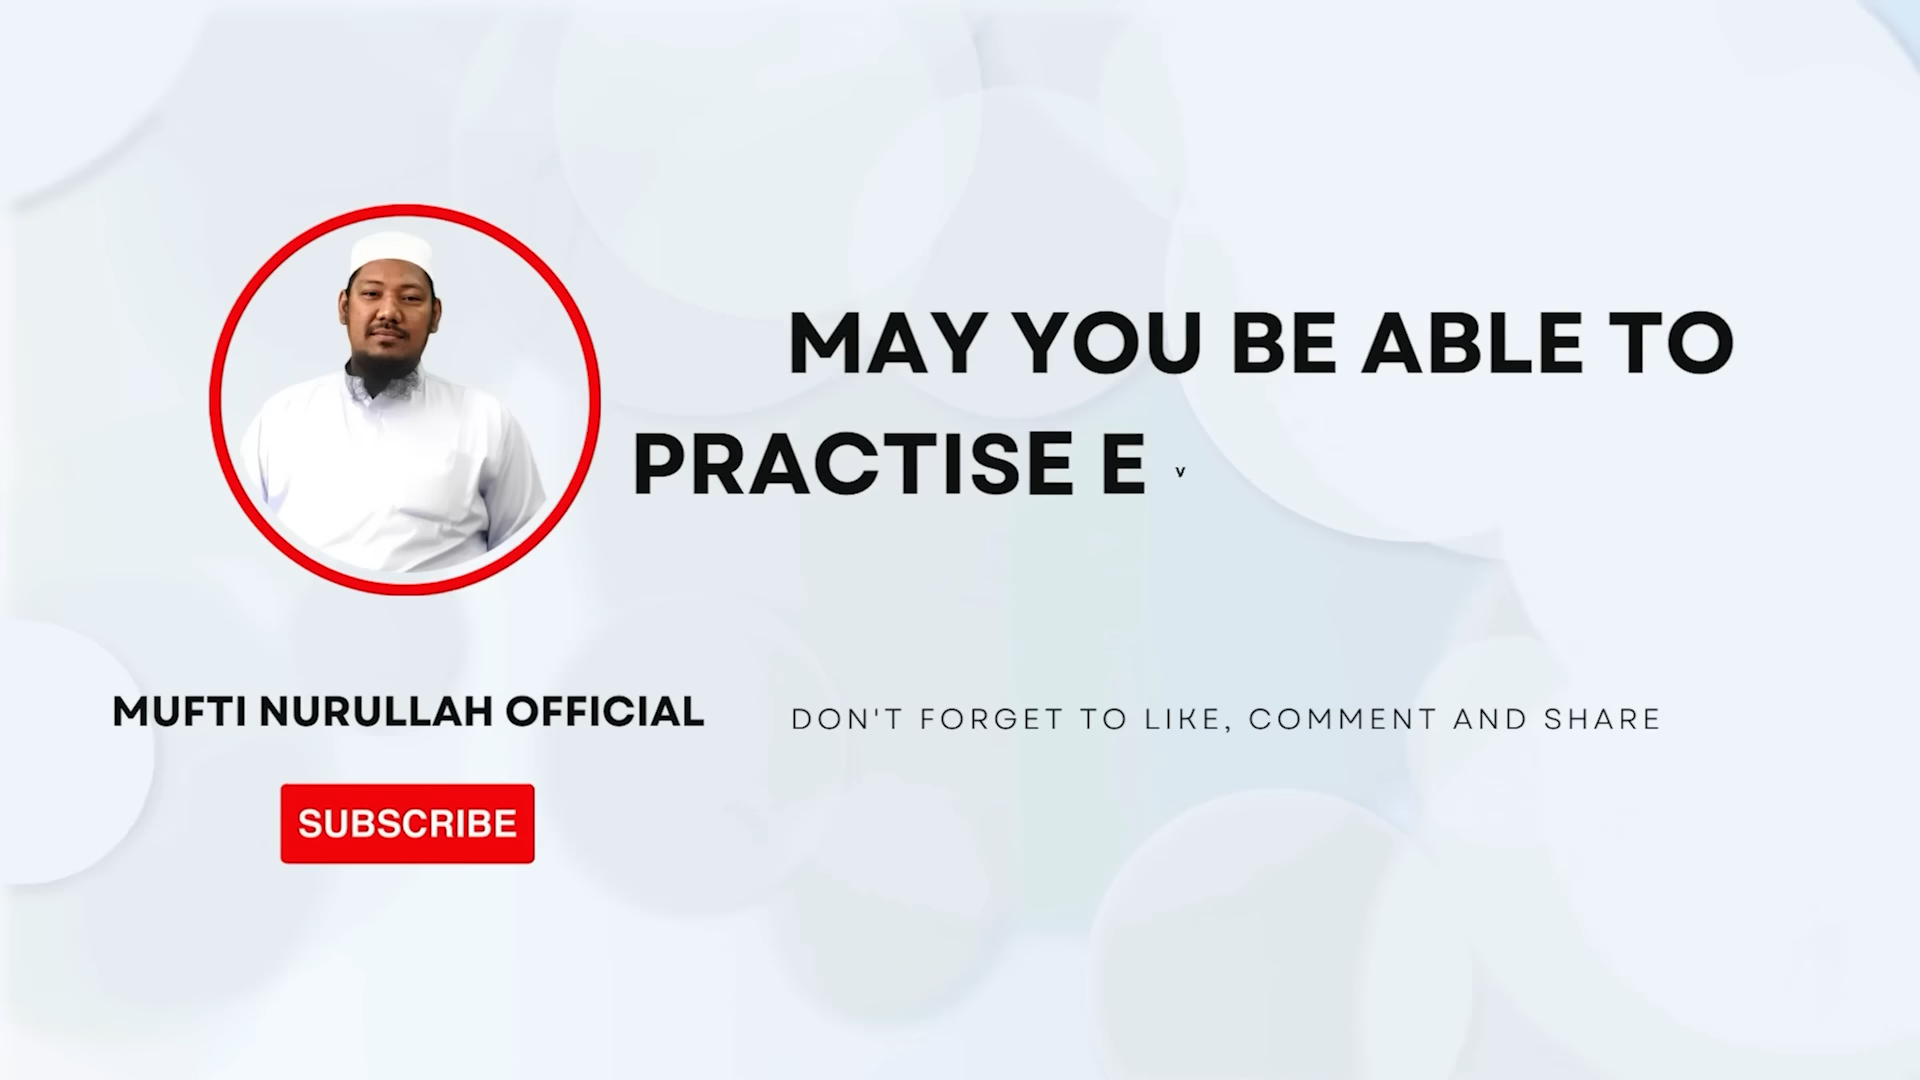 MAY YOU BE ABLE TO
PRACTISE E v
MUFTI NURULLAH OFFICIAL
DON'T FORGET TO LIKE, COMMENT AND SHARE
SUBSCRIBE